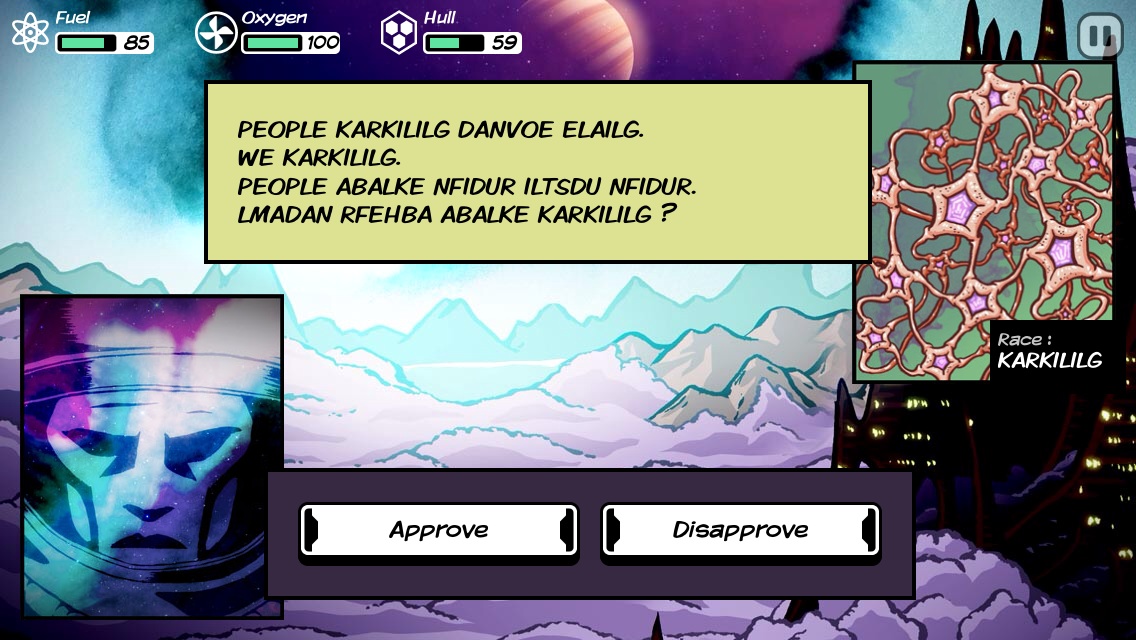 Fuel
85
Oxygen
100
Hull
59
PEOPLE KARKILILG DANVOE ELAILG.
WE KARKILILG.
PEOPLE ABALKE NFIDUR ILTSDU NFIDUR.
LMADAN RFEHBA ABALKE KARKILILG ?
Race :
KARKILILG
Approve
Disapprove